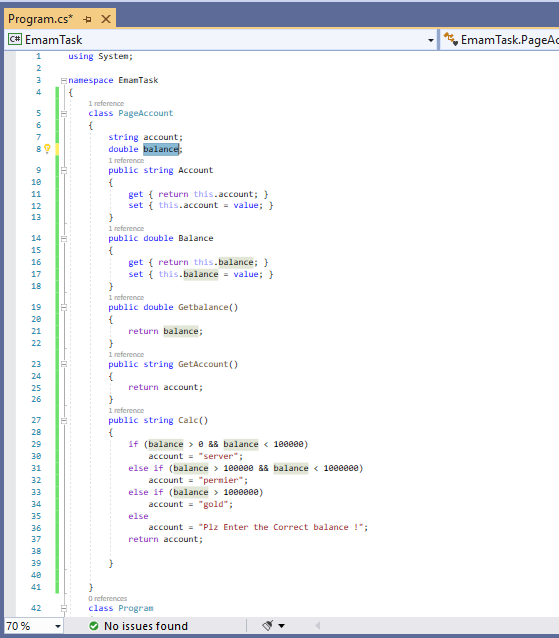 Program.cs*
C# EmamTask EmamTask.PageAc
1 using System;
2
3 namespace EmamTask
4 {
1 reference
5 class PageAccount
6 {
7 string account;
8 double balance;
1 reference
9 public string Account
10 {
11 get { return this.account; }
12 set { this.account = value; }
13 }
1 reference
14 public double Balance
15 {
16 get { return this.balance; }
17 set { this.balance = value; }
18 }
1 reference
19 public double Getbalance()
20 {
21 return balance;
22 }
1 reference
23 public string GetAccount()
24 {
25 return account;
26 }
1 reference
27 public string Calc()
28 {
29 if (balance > 0 && balance < 100000)
30 account = "server";
31 else if (balance > 100000 && balance < 1000000)
32 account = "permier";
33 else if (balance > 1000000)
34 account = "gold";
35 else
36 account = "Plz Enter the Correct balance !";
37 return account;
38
39 }
40
41 }
0 references
42 class Program
70 % No issues found